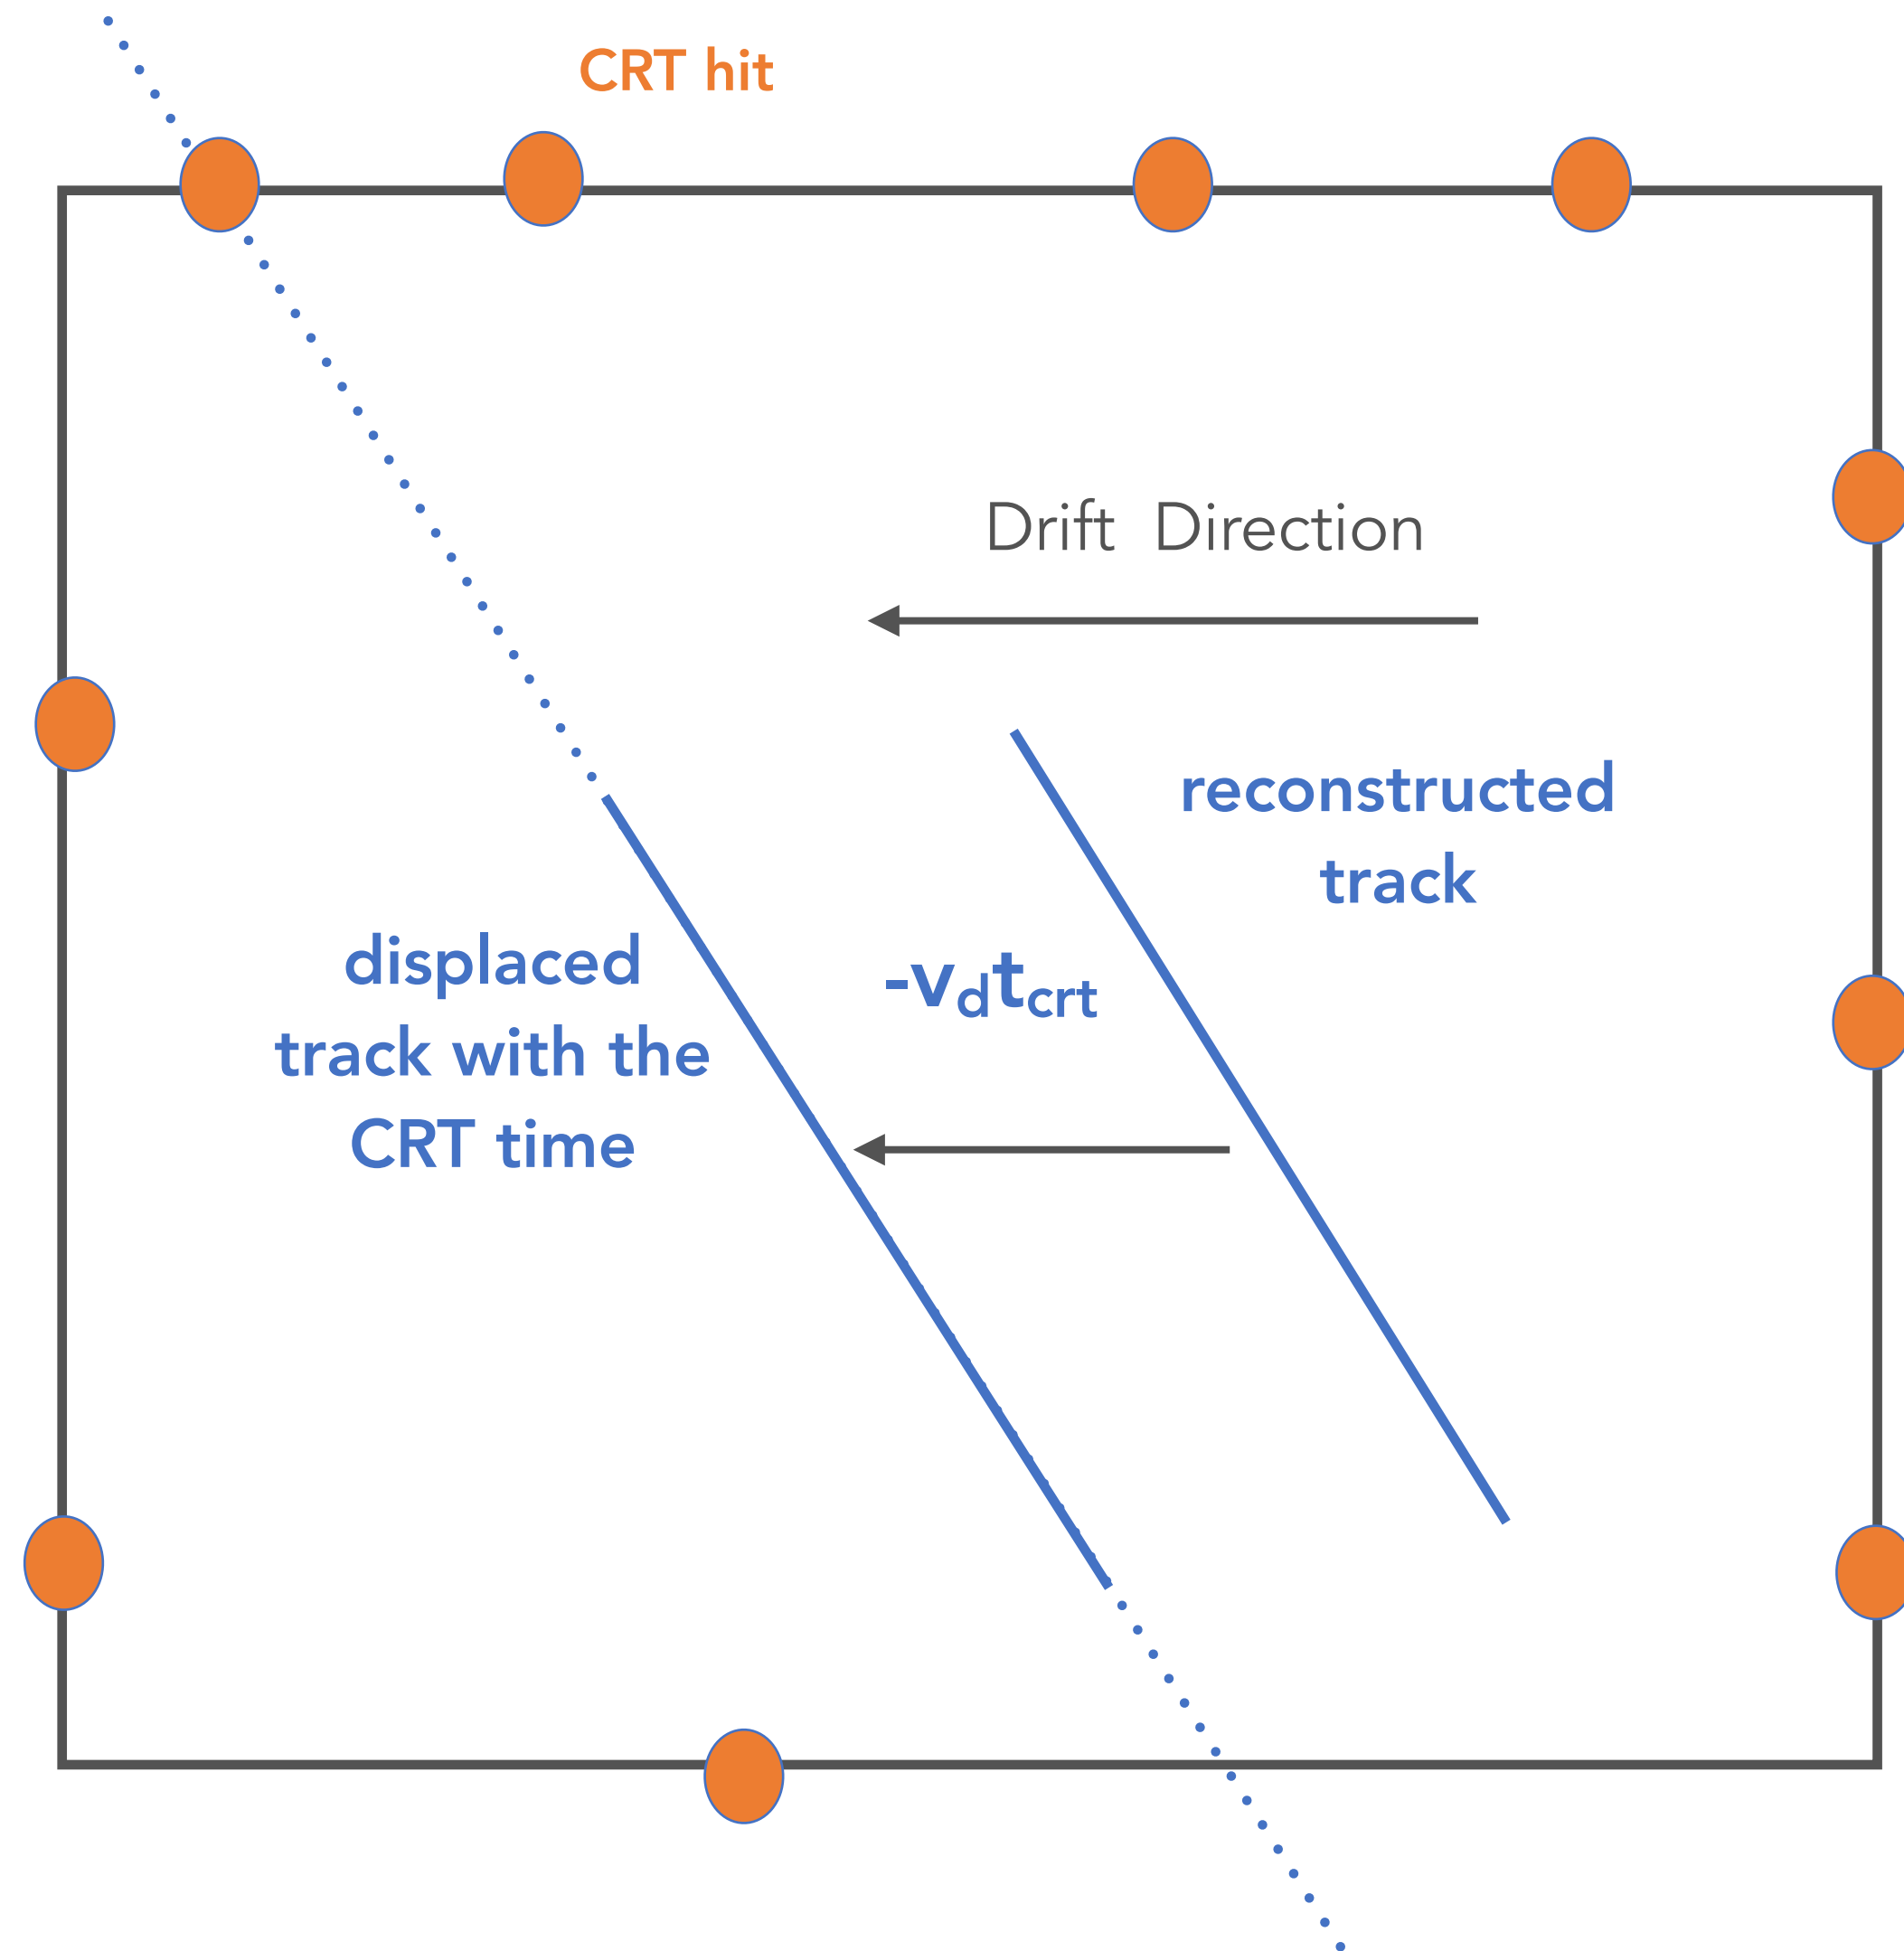 CRT hit
Drift Direction
reconstructed
track
displaced
track with the
CRT time
-vdtcrt